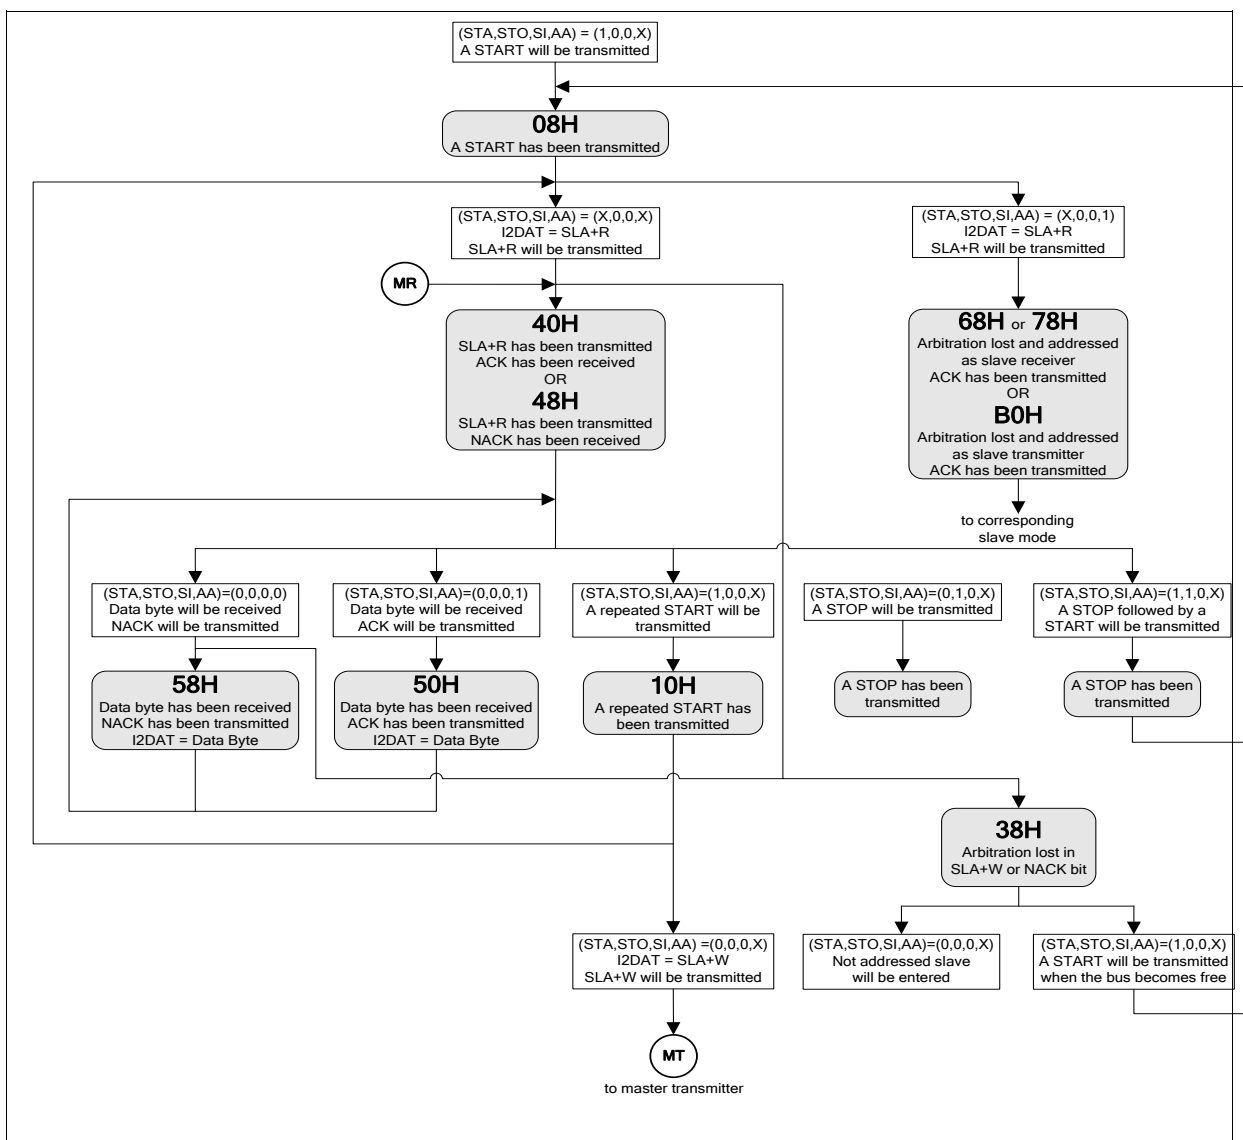 (STA,STO,SI,AA) = (1,0,0,X)
A START will be transmitted
08H
A START has been transmitted
(STA,STO,SI,AA) = (X,0,0,X)
I2DAT = SLA+R
SLA+R will be transmitted
(STA,STO,SI,AA) = (X,0,0,1)
I2DAT = SLA+R
SLA+R will be transmitted
MR
40H
SLA+R has been transmitted
ACK has been received
OR
48H
SLA+R has been transmitted
NACK has been received
68H or 78H
Arbitration lost and addressed
as slave receiver
ACK has been transmitted
OR
B0H
Arbitration lost and addressed
as slave transmitter
ACK has been transmitted
to corresponding
slave mode
(STA,STO,SI,AA)=(0,0,0,0)
Data byte will be received
NACK will be transmitted
(STA,STO,SI,AA)=(0,0,0,1)
Data byte will be received
ACK will be transmitted
(STA,STO,SI,AA)=(1,0,0,X)
A repeated START will be
transmitted
(STA,STO,SI,AA)=(0,1,0,X)
A STOP will be transmitted
(STA,STO,SI,AA)=(1,1,0,X)
A STOP followed by a
START will be transmitted
58H
Data byte has been received
NACK has been transmitted
I2DAT = Data Byte
50H
Data byte has been received
ACK has been transmitted
I2DAT = Data Byte
10H
A repeated START has
been transmitted
A STOP has been
transmitted
A STOP has been
transmitted
38H
Arbitration lost in
SLA+W or NACK bit
(STA,STO,SI,AA) =(0,0,0,X)
I2DAT = SLA+W
SLA+W will be transmitted
(STA,STO,SI,AA)=(0,0,0,X)
Not addressed slave
will be entered
(STA,STO,SI,AA)=(1,0,0,X)
A START will be transmitted
when the bus becomes free
MT
to master transmitter